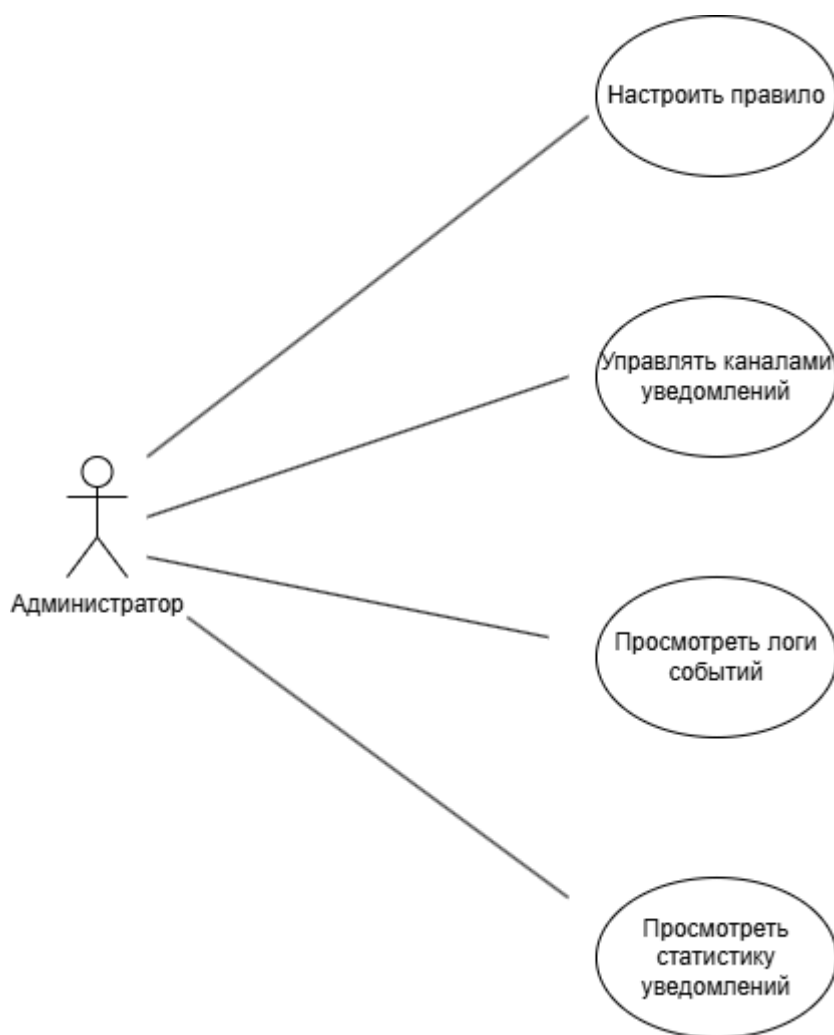 Настроить правило
Управлять каналами
уведомлений
Администратор
Просмотреть логи
событий
Просмотреть
статистику
уведомлений